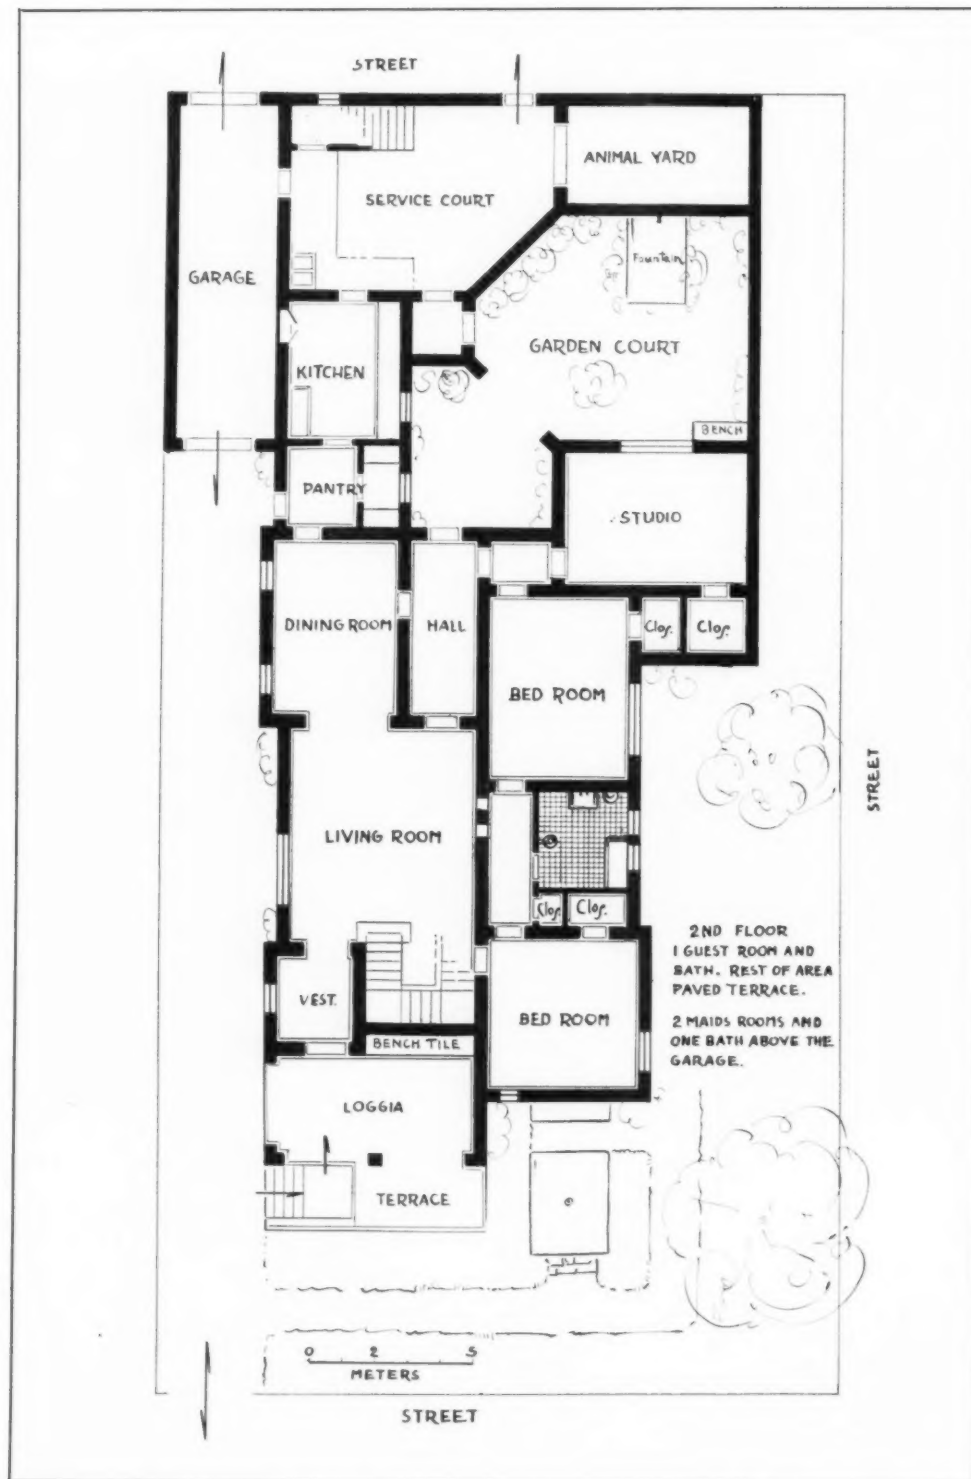 STREET
ANIMAL YARD
SERVICE COURT
Fountain
GARAGE
GARDEN COURT
KITCHEN
BENCH
PANTRY
STUDIO
DINING ROOM
HALL
Clos.
Clos.
BED ROOM
STREET
LIVING ROOM
Clos.
Clos.
2ND FLOOR
1 GUEST ROOM AND
BATH. REST OF AREA
PAVED TERRACE.
VEST.
BED ROOM
2 MAIDS ROOMS AND
ONE BATH ABOVE THE
GARAGE.
BENCH TILE
LOGGIA
TERRACE
0 2 5
METERS
STREET